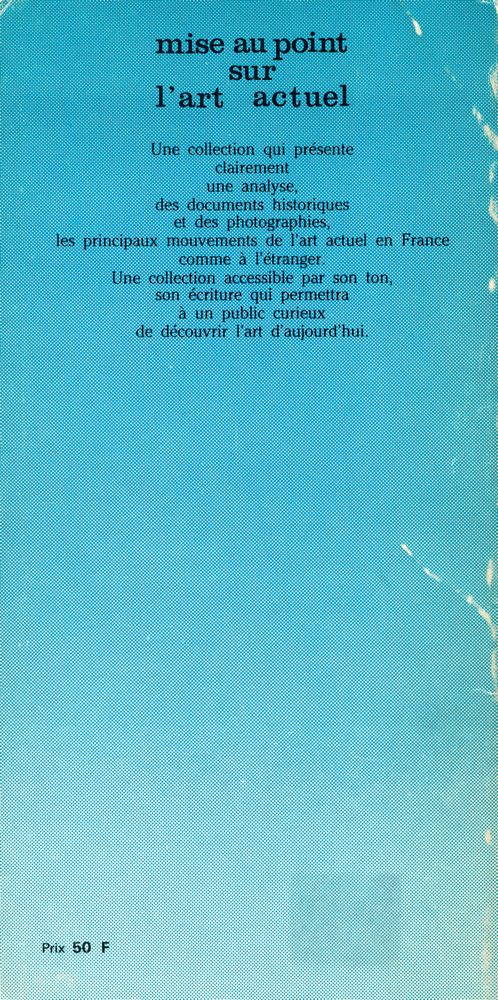 mise au point
sur
l'art actuel
Une collection qui présente
clairement
une analyse,
des documents historiques
et des photographies,
les principaux mouvements de l'art actuel en France
comme à l'étranger.
Une collection accessible par son ton,
son écriture qui permettra
à un public curieux
de découvrir l'art d'aujourd'hui.
Prix 50 F